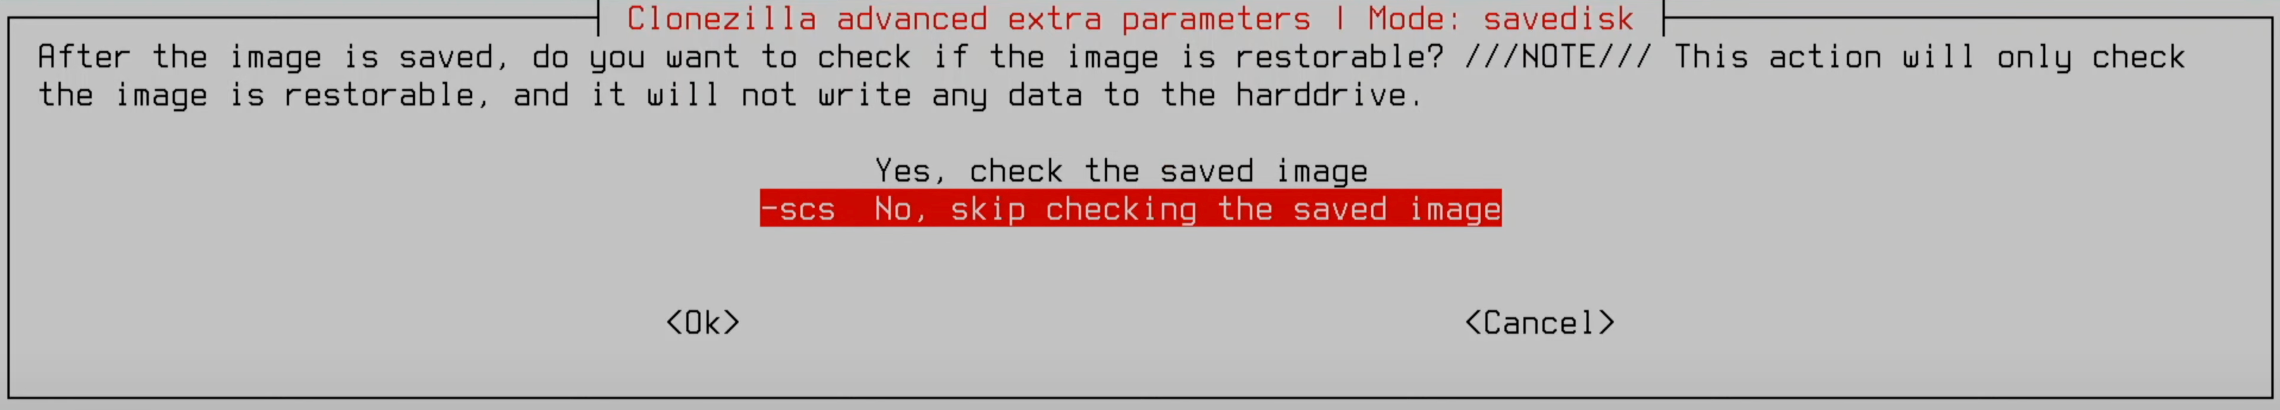 Clonezilla advanced extra parameters | Mode: savedisk
After the image is saved, do you want to check if the image is restorable? ///NOTE/// This action will only check
the image is restorable, and it will not write any data to the harddrive.
Yes, check the saved image
-scs No, skip checking the saved image
<Ok> <Cancel>